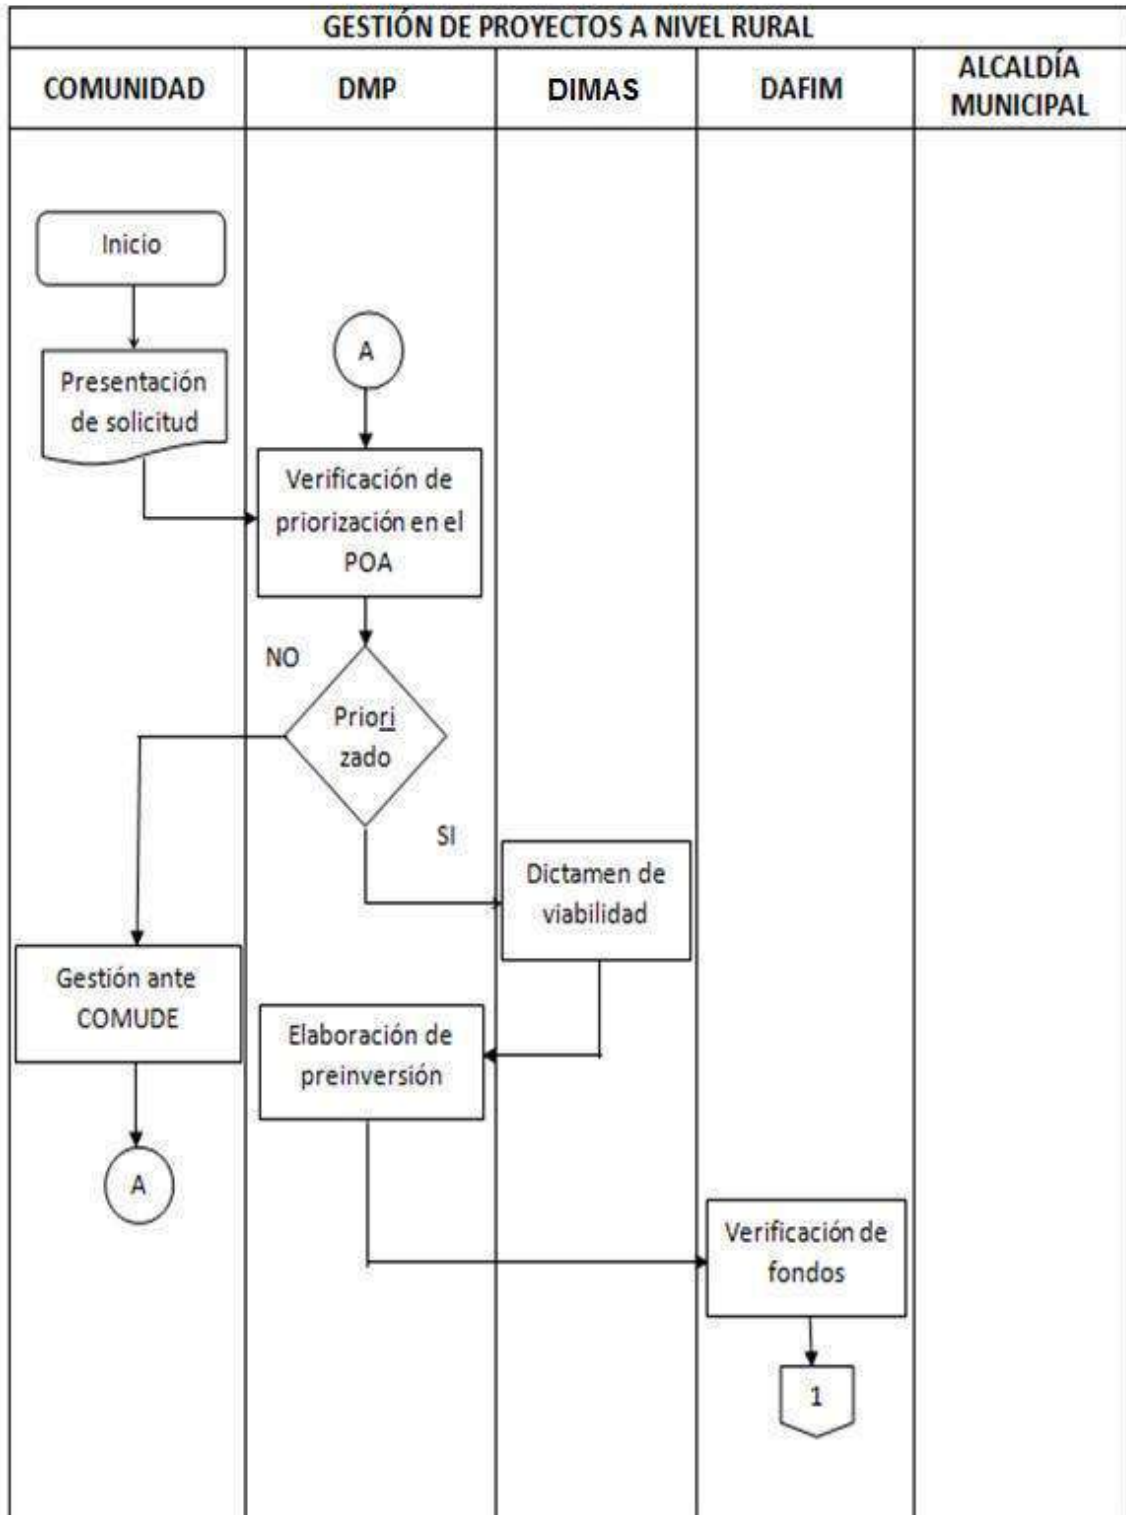 GESTIÓN DE PROYECTOS A NIVEL RURAL
COMUNIDAD
DMP
DIMAS
DAFIM
ALCALDÍA
MUNICIPAL
Inicio
A
Presentación
de solicitud
Verificación de
priorización en el
POA
NO
Priori
zado
SI
Dictamen de
viabilidad
Gestión ante
COMUDE
Elaboración de
preinversión
A
Verificación de
fondos
1